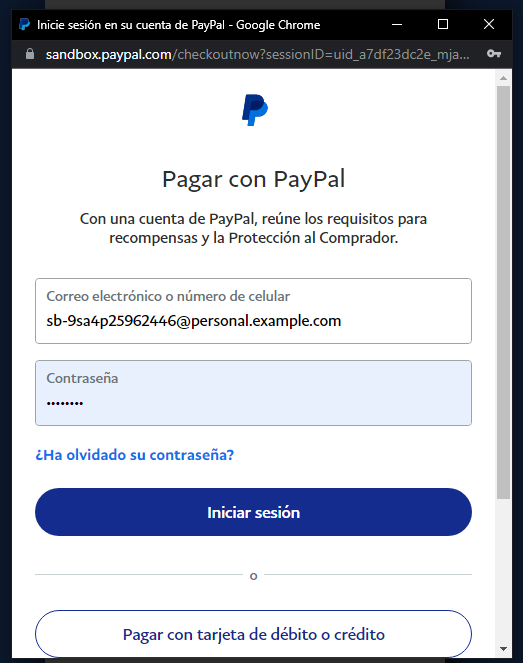 Inicie sesión en su cuenta de PayPal - Google Chrome
sandbox.paypal.com/checkoutnow?sessionID=uid_a7df23dc2e_mja...
Pagar con PayPal
Con una cuenta de PayPal, reúne los requisitos para
recompensas y la Protección al Comprador.
Correo electrónico o número de celular
sb-9sa4p25962446@personal.example.com
Contraseña
••••••••
¿Ha olvidado su contraseña?
Iniciar sesión
o
Pagar con tarjeta de débito o crédito